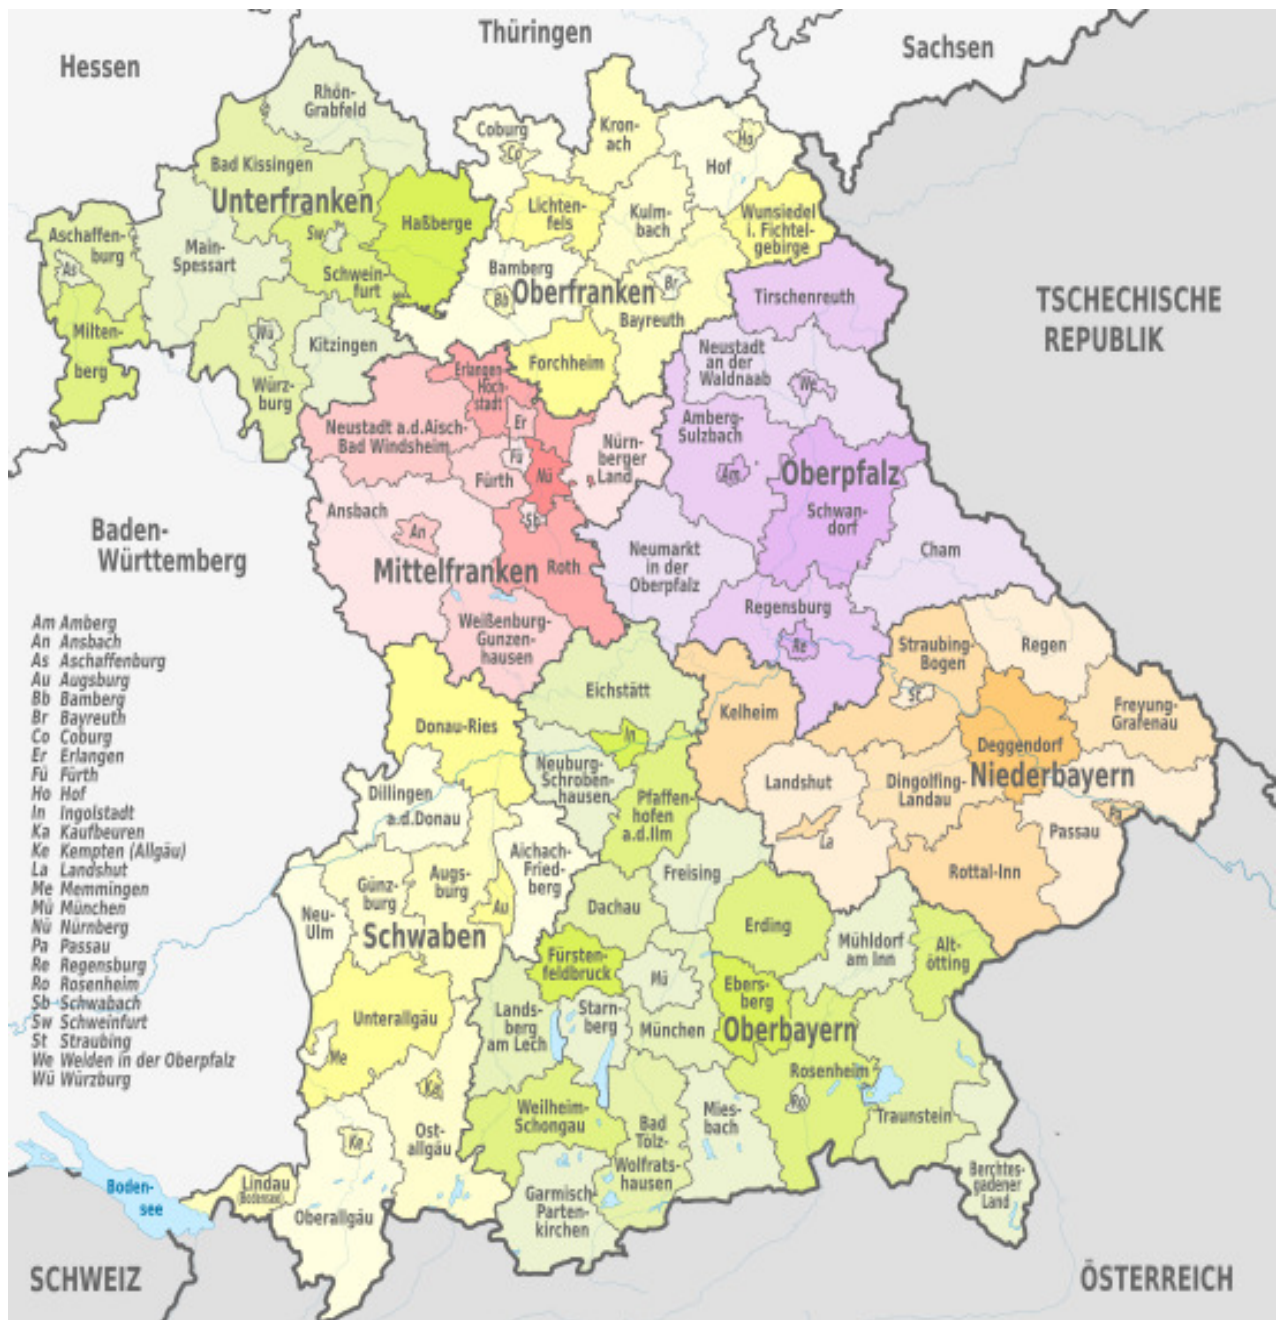 Thüringen
Sachsen
Hessen
Rhön-
Grabfeld
Coburg
Co
Kron-
ach
Ho
Hof
Bad Kissingen
Unterfranken
Haßberge
Lichten-
fels
Kulm-
bach
Wunsiedel
i. Fichtel-
gebirge
Aschaffen-
burg
As
Main-
Spessart
Sw
Schwein-
furt
Bamberg
Bb
Oberfranken
Br
Bayreuth
Tirschenreuth
TSCHECHISCHE
REPUBLIK
Milten-
berg
Wü
Würz-
burg
Kitzingen
Forchheim
Erlangen-
Höch-
stadt
Er
Neustadt
an der
Waldnaab
We
Neustadt a.d.Aisch-
Bad Windsheim
Fü
Fürth
Nü
Nürn-
berger
Land
Amberg-
Sulzbach
Am
Oberpfalz
Schwan-
dorf
Ansbach
An
Sb
Mittelfranken
Roth
Neumarkt
in der
Oberpfalz
Cham
Baden-
Württemberg
Weißenburg-
Gunzen-
hausen
Regensburg
Re
Straubing-
Bogen
St
Regen
Am Amberg
An Ansbach
As Aschaffenburg
Au Augsburg
Bb Bamberg
Br Bayreuth
Co Coburg
Er Erlangen
Fü Fürth
Ho Hof
In Ingolstadt
Ka Kaufbeuren
Ke Kempten (Allgäu)
La Landshut
Me Memmingen
Mü München
Nü Nürnberg
Pa Passau
Re Regensburg
Ro Rosenheim
Sb Schwabach
Sw Schweinfurt
St Straubing
We Weiden in der Oberpfalz
Wü Würzburg
Eichstätt
In
Kelheim
Deggendorf
Freyung-
Grafenau
Niederbayern
Donau-Ries
Neuburg-
Schroben-
hausen
Pfaffen-
hofen
a.d.Ilm
Landshut
La
Dingolfing-
Landau
Passau
Pa
Rottal-Inn
Dillingen
a.d.Donau
Aichach-
Fried-
berg
Günz-
burg
Augs-
burg
Au
Neu-
Ulm
Schwaben
Dachau
Freising
Erding
Mühldorf
am Inn
Alt-
ötting
Fürsten-
feldbruck
Mü
München
Ebers-
berg
Oberbayern
Unterallgäu
Me
Lands-
berg
am Lech
Starn-
berg
Rosenheim
Ro
Traunstein
Ka
Ost-
allgäu
Weilheim-
Schongau
Bad
Tölz-
Wolfrats-
hausen
Mies-
bach
Ke
Oberallgäu
Lindau
(Bodensee)
Boden-
see
Garmisch-
Parten-
kirchen
Berchtes-
gadener
Land
SCHWEIZ
ÖSTERREICH